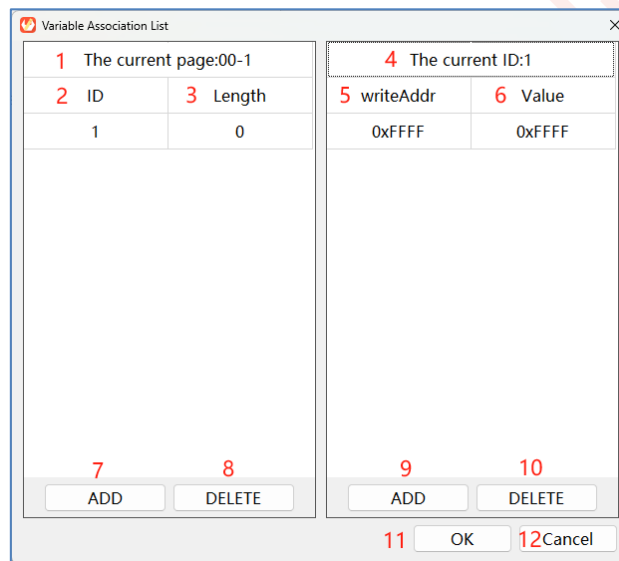 Variable Association List
1 The current page:00-1
2 ID 3 Length
1 0
7 8
ADD DELETE
4 The current ID:1
5 writeAddr 6 Value
0xFFFF 0xFFFF
9 10
ADD DELETE
11 OK 12 Cancel